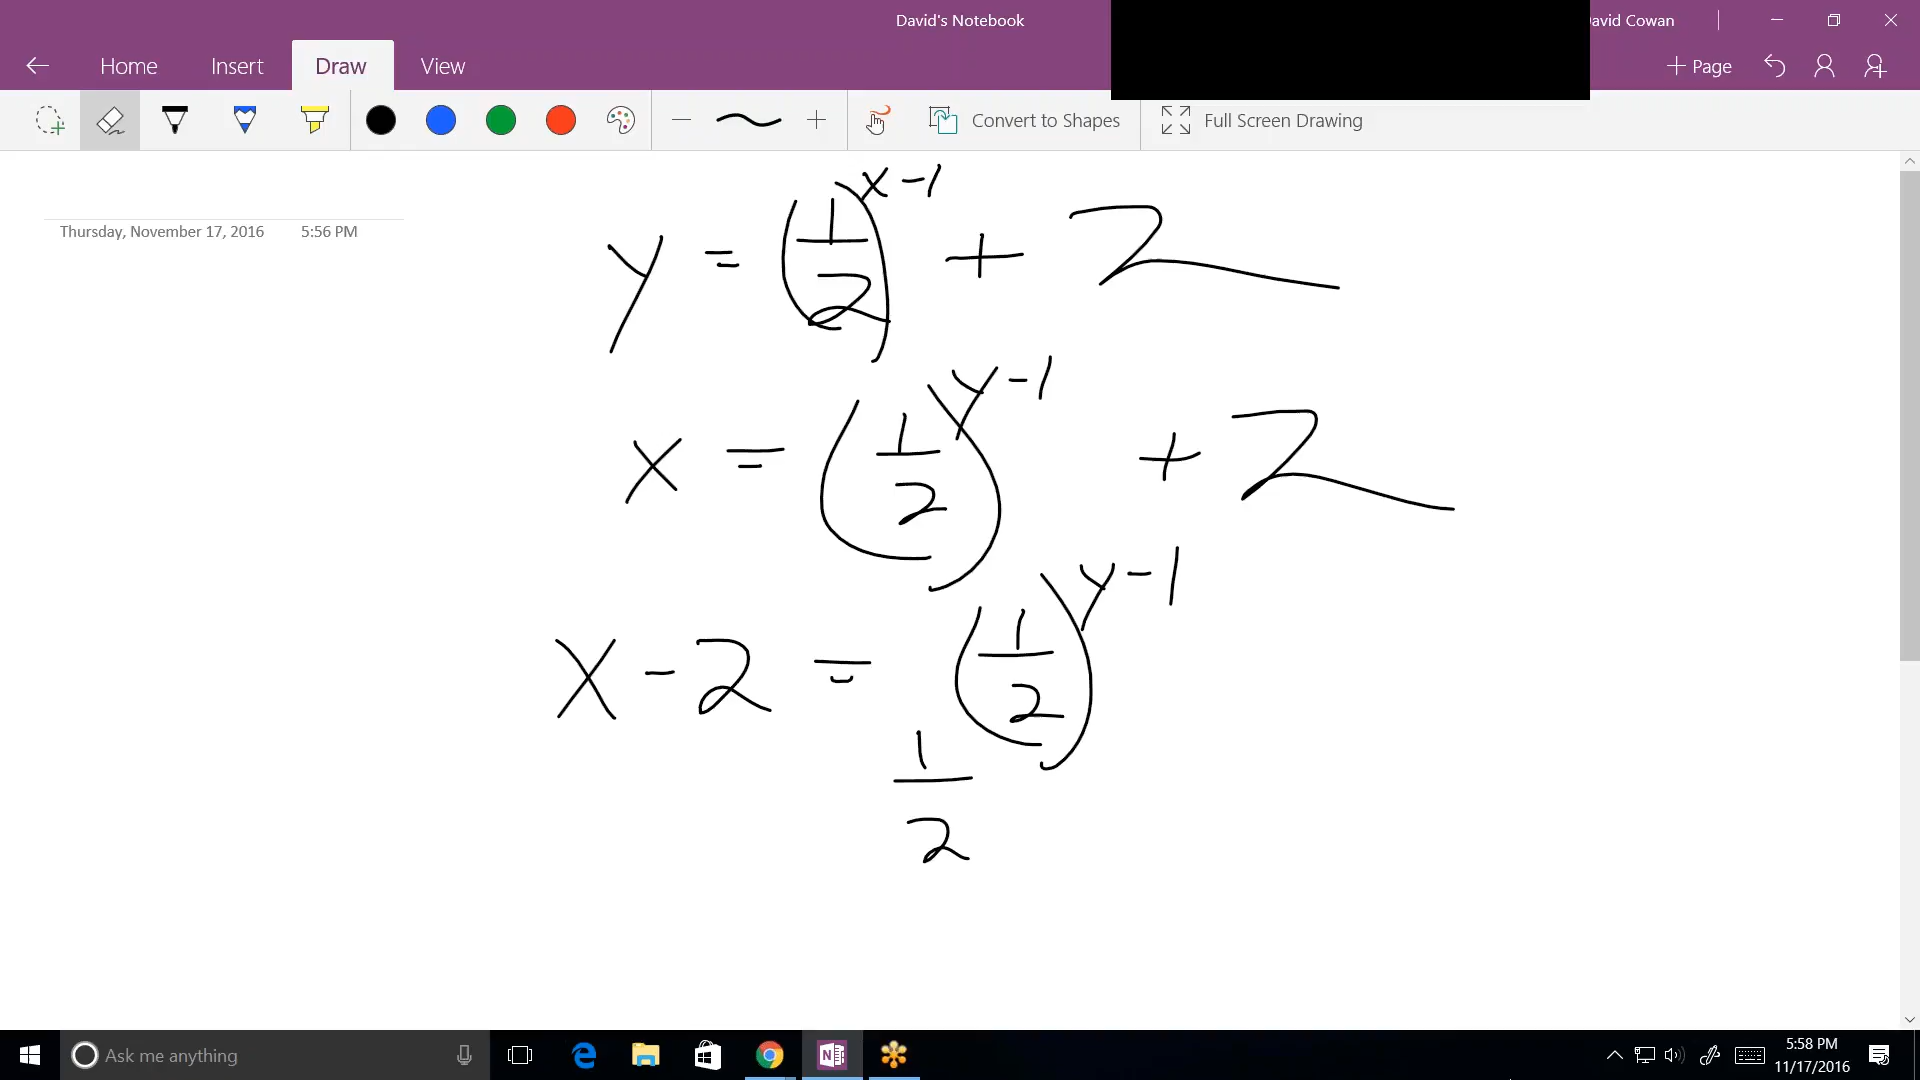 David's Notebook
avid Cowan
Home Insert Draw View
Page
Convert to Shapes Full Screen Drawing
Thursday, November 17, 2016 5:56 PM
y = (1/2)^(x-1) + 2
x = (1/2)^(y-1) + 2
x - 2 = (1/2)^(y-1)
1/2
Ask me anything
N
5:58 PM
11/17/2016